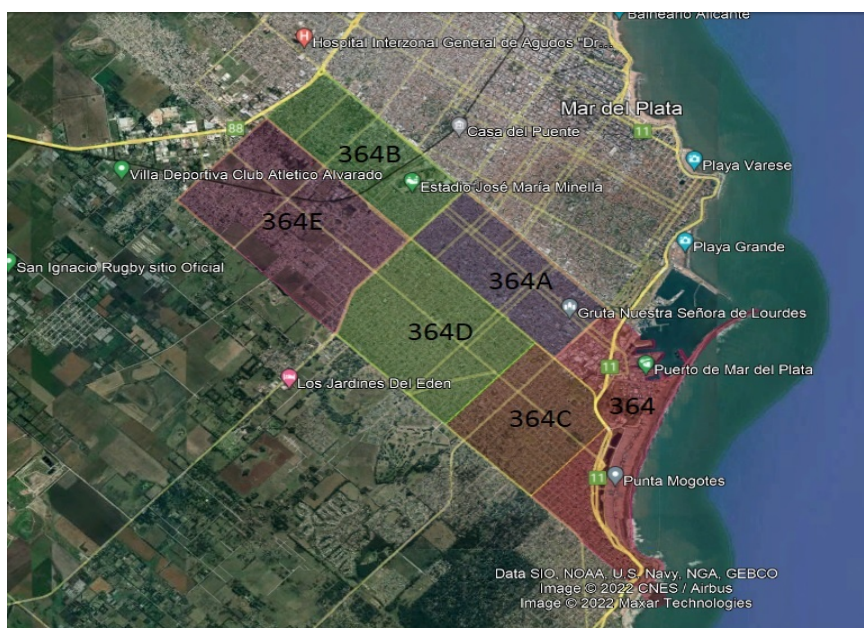 Balneario Alicante
Hospital Interzonal General de Agudos "Dr...
Mar del Plata
11
88
Casa del Puente
364B
Playa Varese
Villa Deportiva Club Atletico Alvarado
Estadio José María Minella
364E
Playa Grande
San Ignacio Rugby sitio Oficial
364A
Gruta Nuestra Señora de Lourdes
364D
11
Puerto de Mar del Plata
Los Jardines Del Eden
364
364C
11
Punta Mogotes
Data SIO, NOAA, U.S. Navy, NGA, GEBCO
Image © 2022 CNES / Airbus
Image © 2022 Maxar Technologies